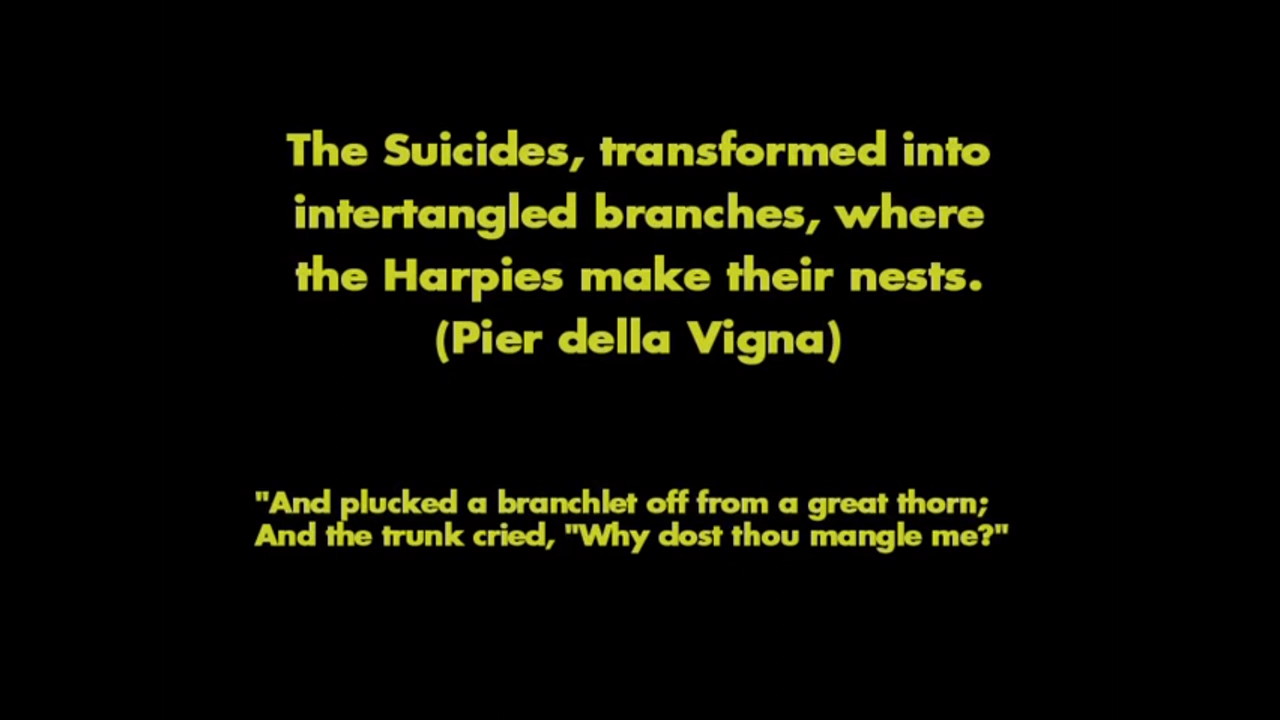 The Suicides, transformed into
intertangled branches, where
the Harpies make their nests.
(Pier della Vigna)
"And plucked a branchlet off from a great thorn;
And the trunk cried, "Why dost thou mangle me?"